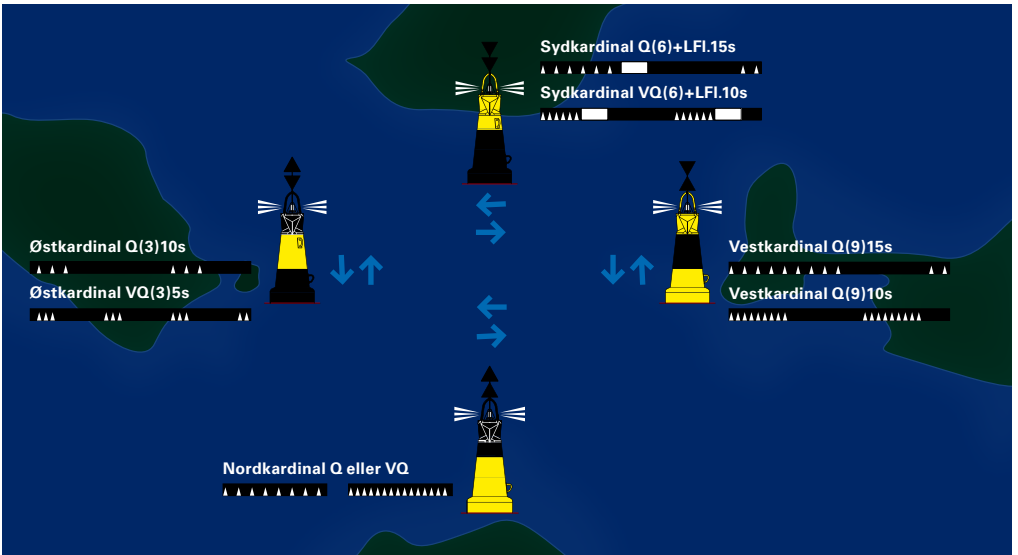 Sydkardinal Q(6)+LFl.15s
Sydkardinal VQ(6)+LFl.10s
Østkardinal Q(3)10s
Østkardinal VQ(3)5s
Vestkardinal Q(9)15s
Vestkardinal Q(9)10s
Nordkardinal Q eller VQ